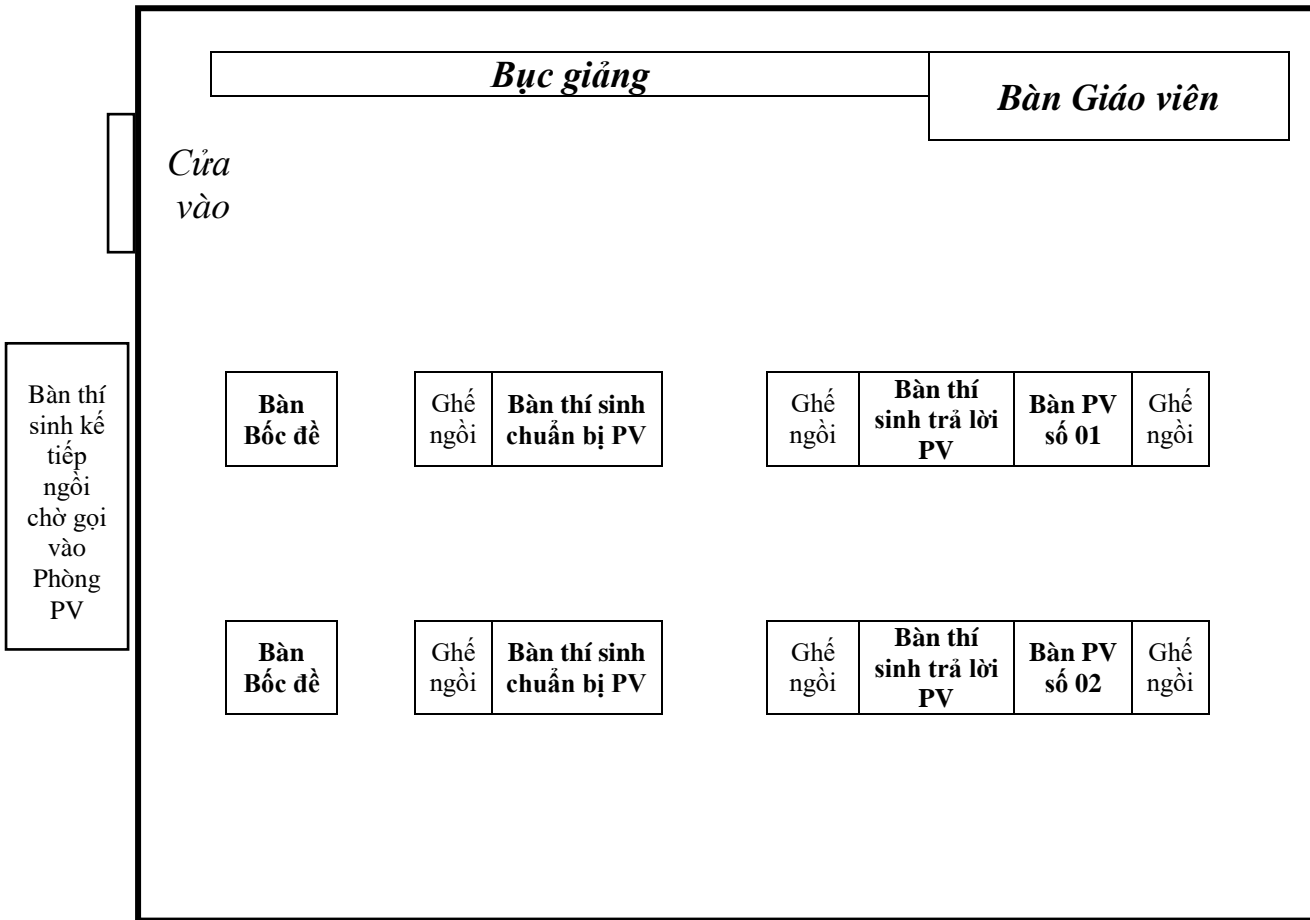 Bục giảng
Bàn Giáo viên
Cửa
vào
Bàn thí
sinh kế
tiếp
ngồi
chờ gọi
vào
Phòng
PV
Bàn
Bốc đề
Ghế
ngồi
Bàn thí sinh
chuẩn bị PV
Ghế
ngồi
Bàn thí
sinh trả lời
PV
Bàn PV
số 01
Ghế
ngồi
Bàn
Bốc đề
Ghế
ngồi
Bàn thí sinh
chuẩn bị PV
Ghế
ngồi
Bàn thí
sinh trả lời
PV
Bàn PV
số 02
Ghế
ngồi